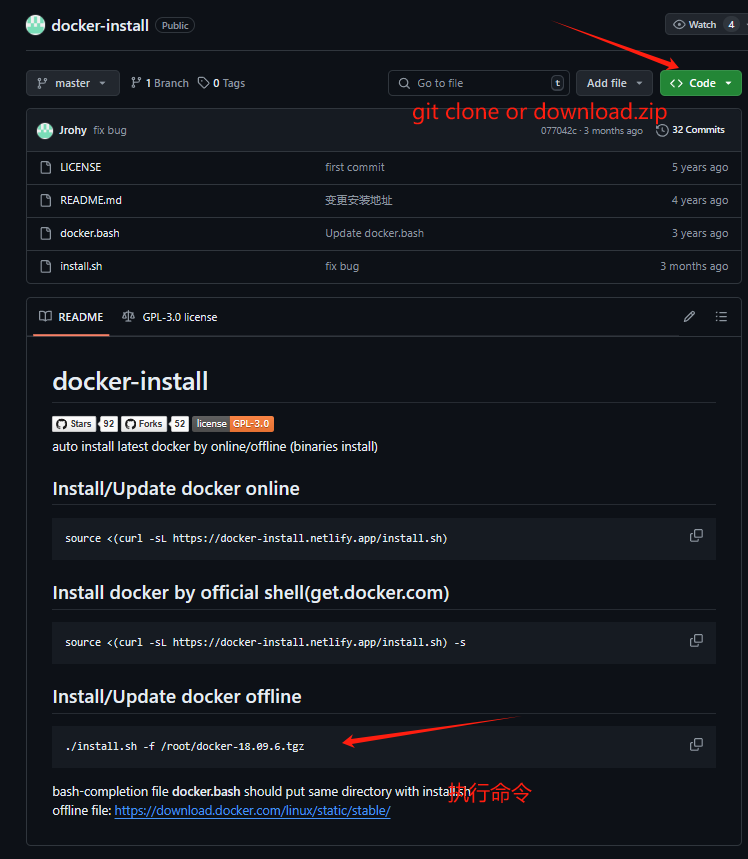 docker-install Public Watch 4
master 1 Branch 0 Tags Go to file t Add file Code
git clone or download.zip
Jrohy fix bug 077042c · 3 months ago 32 Commits
LICENSE first commit 5 years ago
README.md 变更安装地址 4 years ago
docker.bash Update docker.bash 3 years ago
install.sh fix bug 3 months ago
README GPL-3.0 license
docker-install
Stars 92 Forks 52 license GPL-3.0
auto install latest docker by online/offline (binaries install)
Install/Update docker online
source <(curl -sL https://docker-install.netlify.app/install.sh)
Install docker by official shell(get.docker.com)
source <(curl -sL https://docker-install.netlify.app/install.sh) -s
Install/Update docker offline
./install.sh -f /root/docker-18.09.6.tgz
bash-completion file docker.bash should put same directory with install.sh
执行命令
offline file: https://download.docker.com/linux/static/stable/